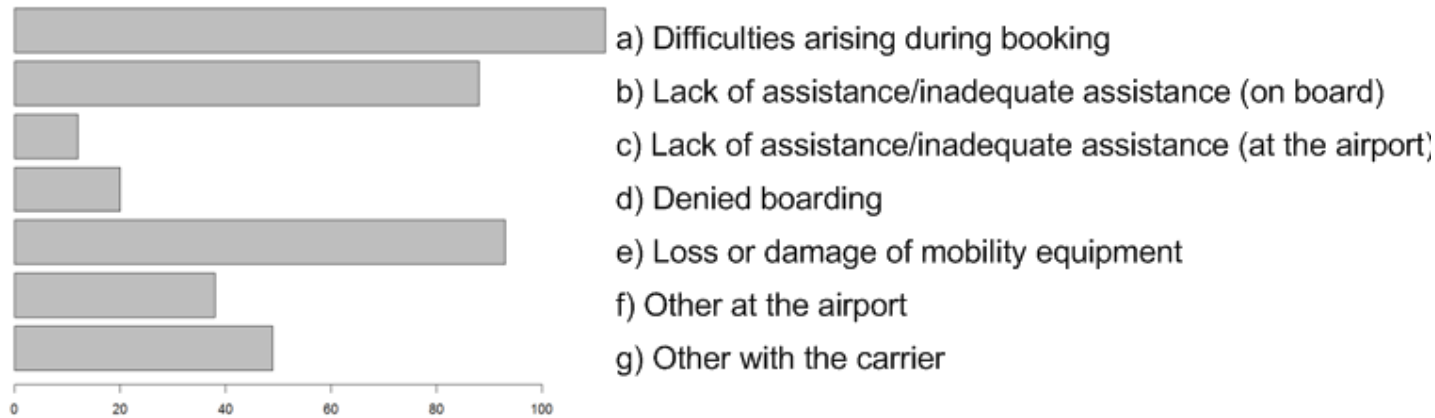 a) Difficulties arising during booking
b) Lack of assistance/inadequate assistance (on board)
c) Lack of assistance/inadequate assistance (at the airport)
d) Denied boarding
e) Loss or damage of mobility equipment
f) Other at the airport
g) Other with the carrier
0 20 40 60 80 100